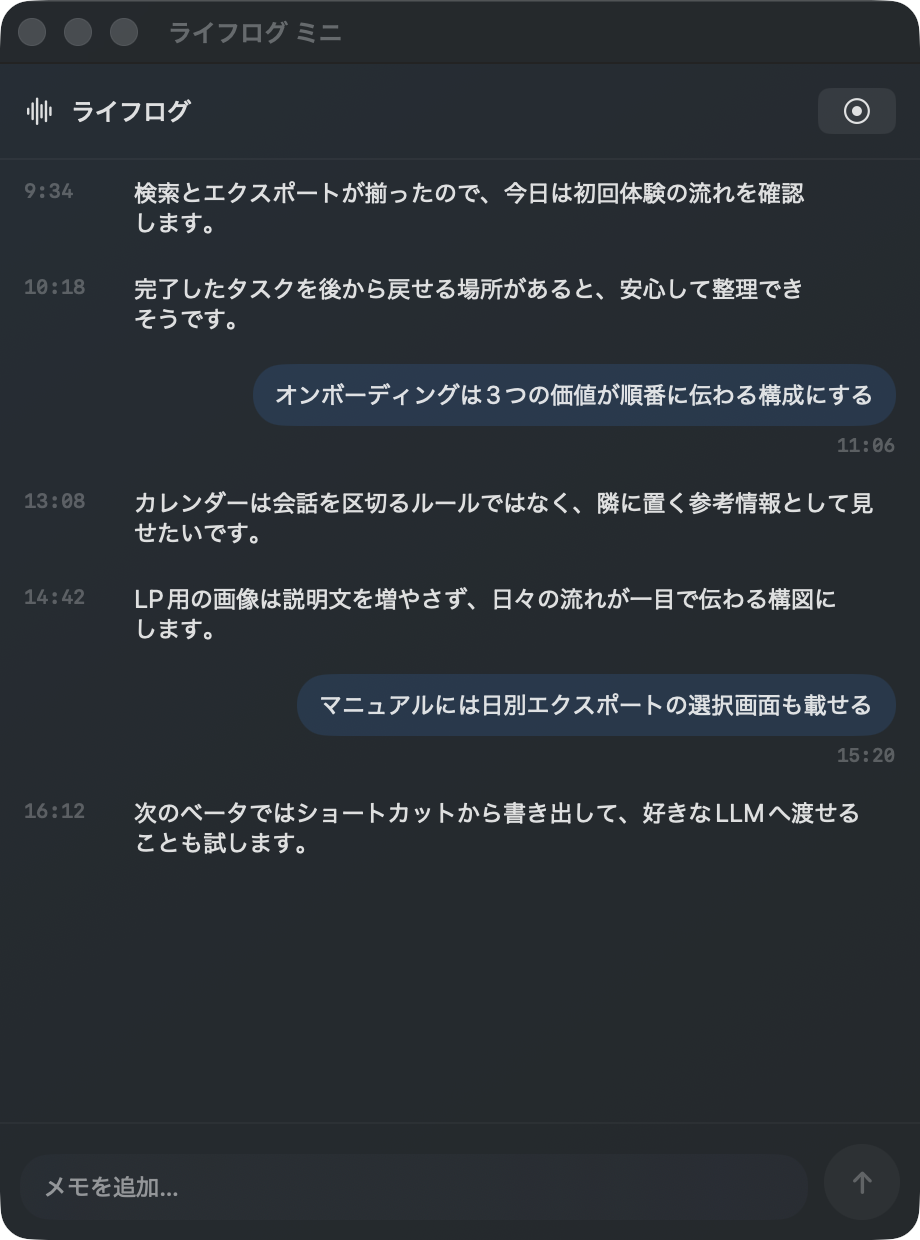 ライフログ ミニ
ライフログ
9:34
検索とエクスポートが揃ったので、今日は初回体験の流れを確認
します。
10:18
完了したタスクを後から戻せる場所があると、安心して整理でき
そうです。
オンボーディングは3つの価値が順番に伝わる構成にする
11:06
13:08
カレンダーは会話を区切るルールではなく、隣に置く参考情報として見
せたいです。
14:42
LP用の画像は説明文を増やさず、日々の流れが一目で伝わる構図に
します。
マニュアルには日別エクスポートの選択画面も載せる
15:20
16:12
次のベータではショートカットから書き出して、好きなLLMへ渡せる
ことも試します。
メモを追加...